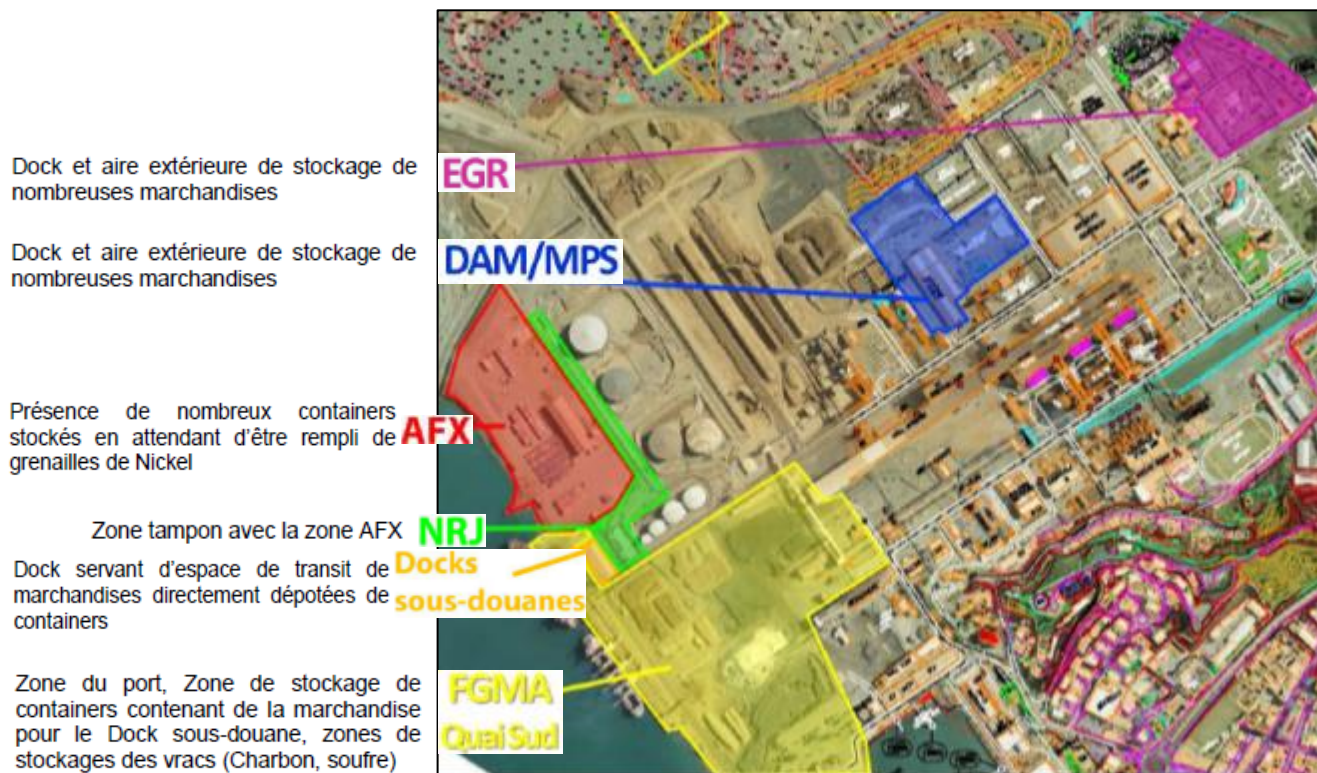 Dock et aire extérieure de stockage de
nombreuses marchandises
EGR
Dock et aire extérieure de stockage de
nombreuses marchandises
DAM/MPS
Présence de nombreux containers
stockés en attendant d'être rempli de
grenailles de Nickel
AFX
Zone tampon avec la zone AFX
NRJ
Dock servant d'espace de transit de
marchandises directement dépotées de
containers
Docks
sous-douanes
Zone du port, Zone de stockage de
containers contenant de la marchandise
pour le Dock sous-douane, zones de
stockages des vracs (Charbon, soufre)
FGMA
Quai Sud